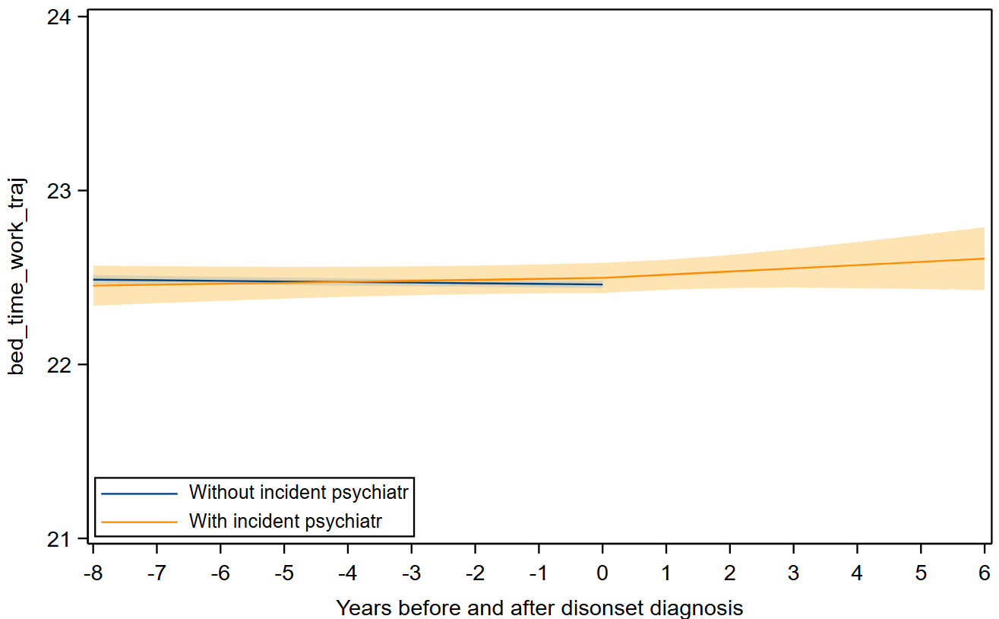 24
23
22
21
bed_time_work_traj
Without incident psychiatr
With incident psychiatr
-8 -7 -6 -5 -4 -3 -2 -1 0 1 2 3 4 5 6
Years before and after disonset diagnosis